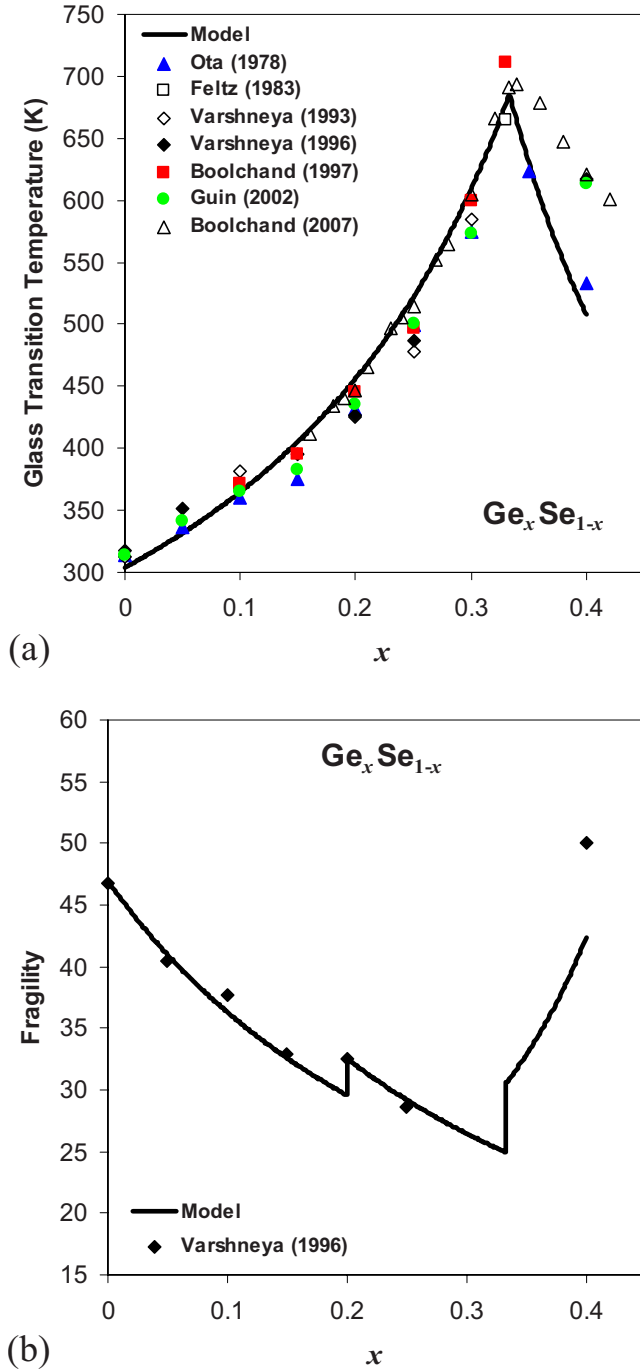 750
700
650
600
550
500
450
400
350
300
Glass Transition Temperature (K)
Model
Ota (1978)
Feltz (1983)
Varshneya (1993)
Varshneya (1996)
Boolchand (1997)
Guin (2002)
Boolchand (2007)
GexSe1-x
0 0.1 0.2 0.3 0.4
x
(a)
60
55
50
45
40
35
30
25
20
15
Fragility
GexSe1-x
Model
Varshneya (1996)
0 0.1 0.2 0.3 0.4
x
(b)